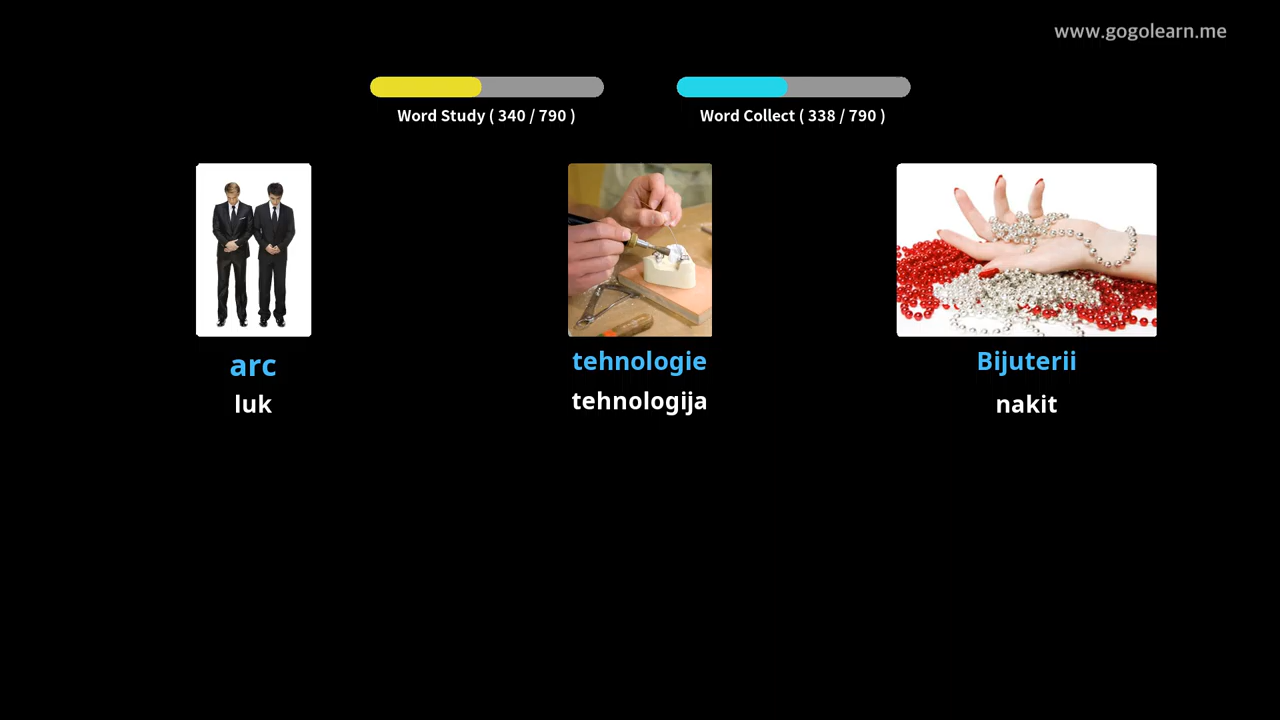 www.gogolearn.me
Word Study ( 340 / 790 )
Word Collect ( 338 / 790 )
arc
tehnologie
Bijuterii
luk
tehnologija
nakit